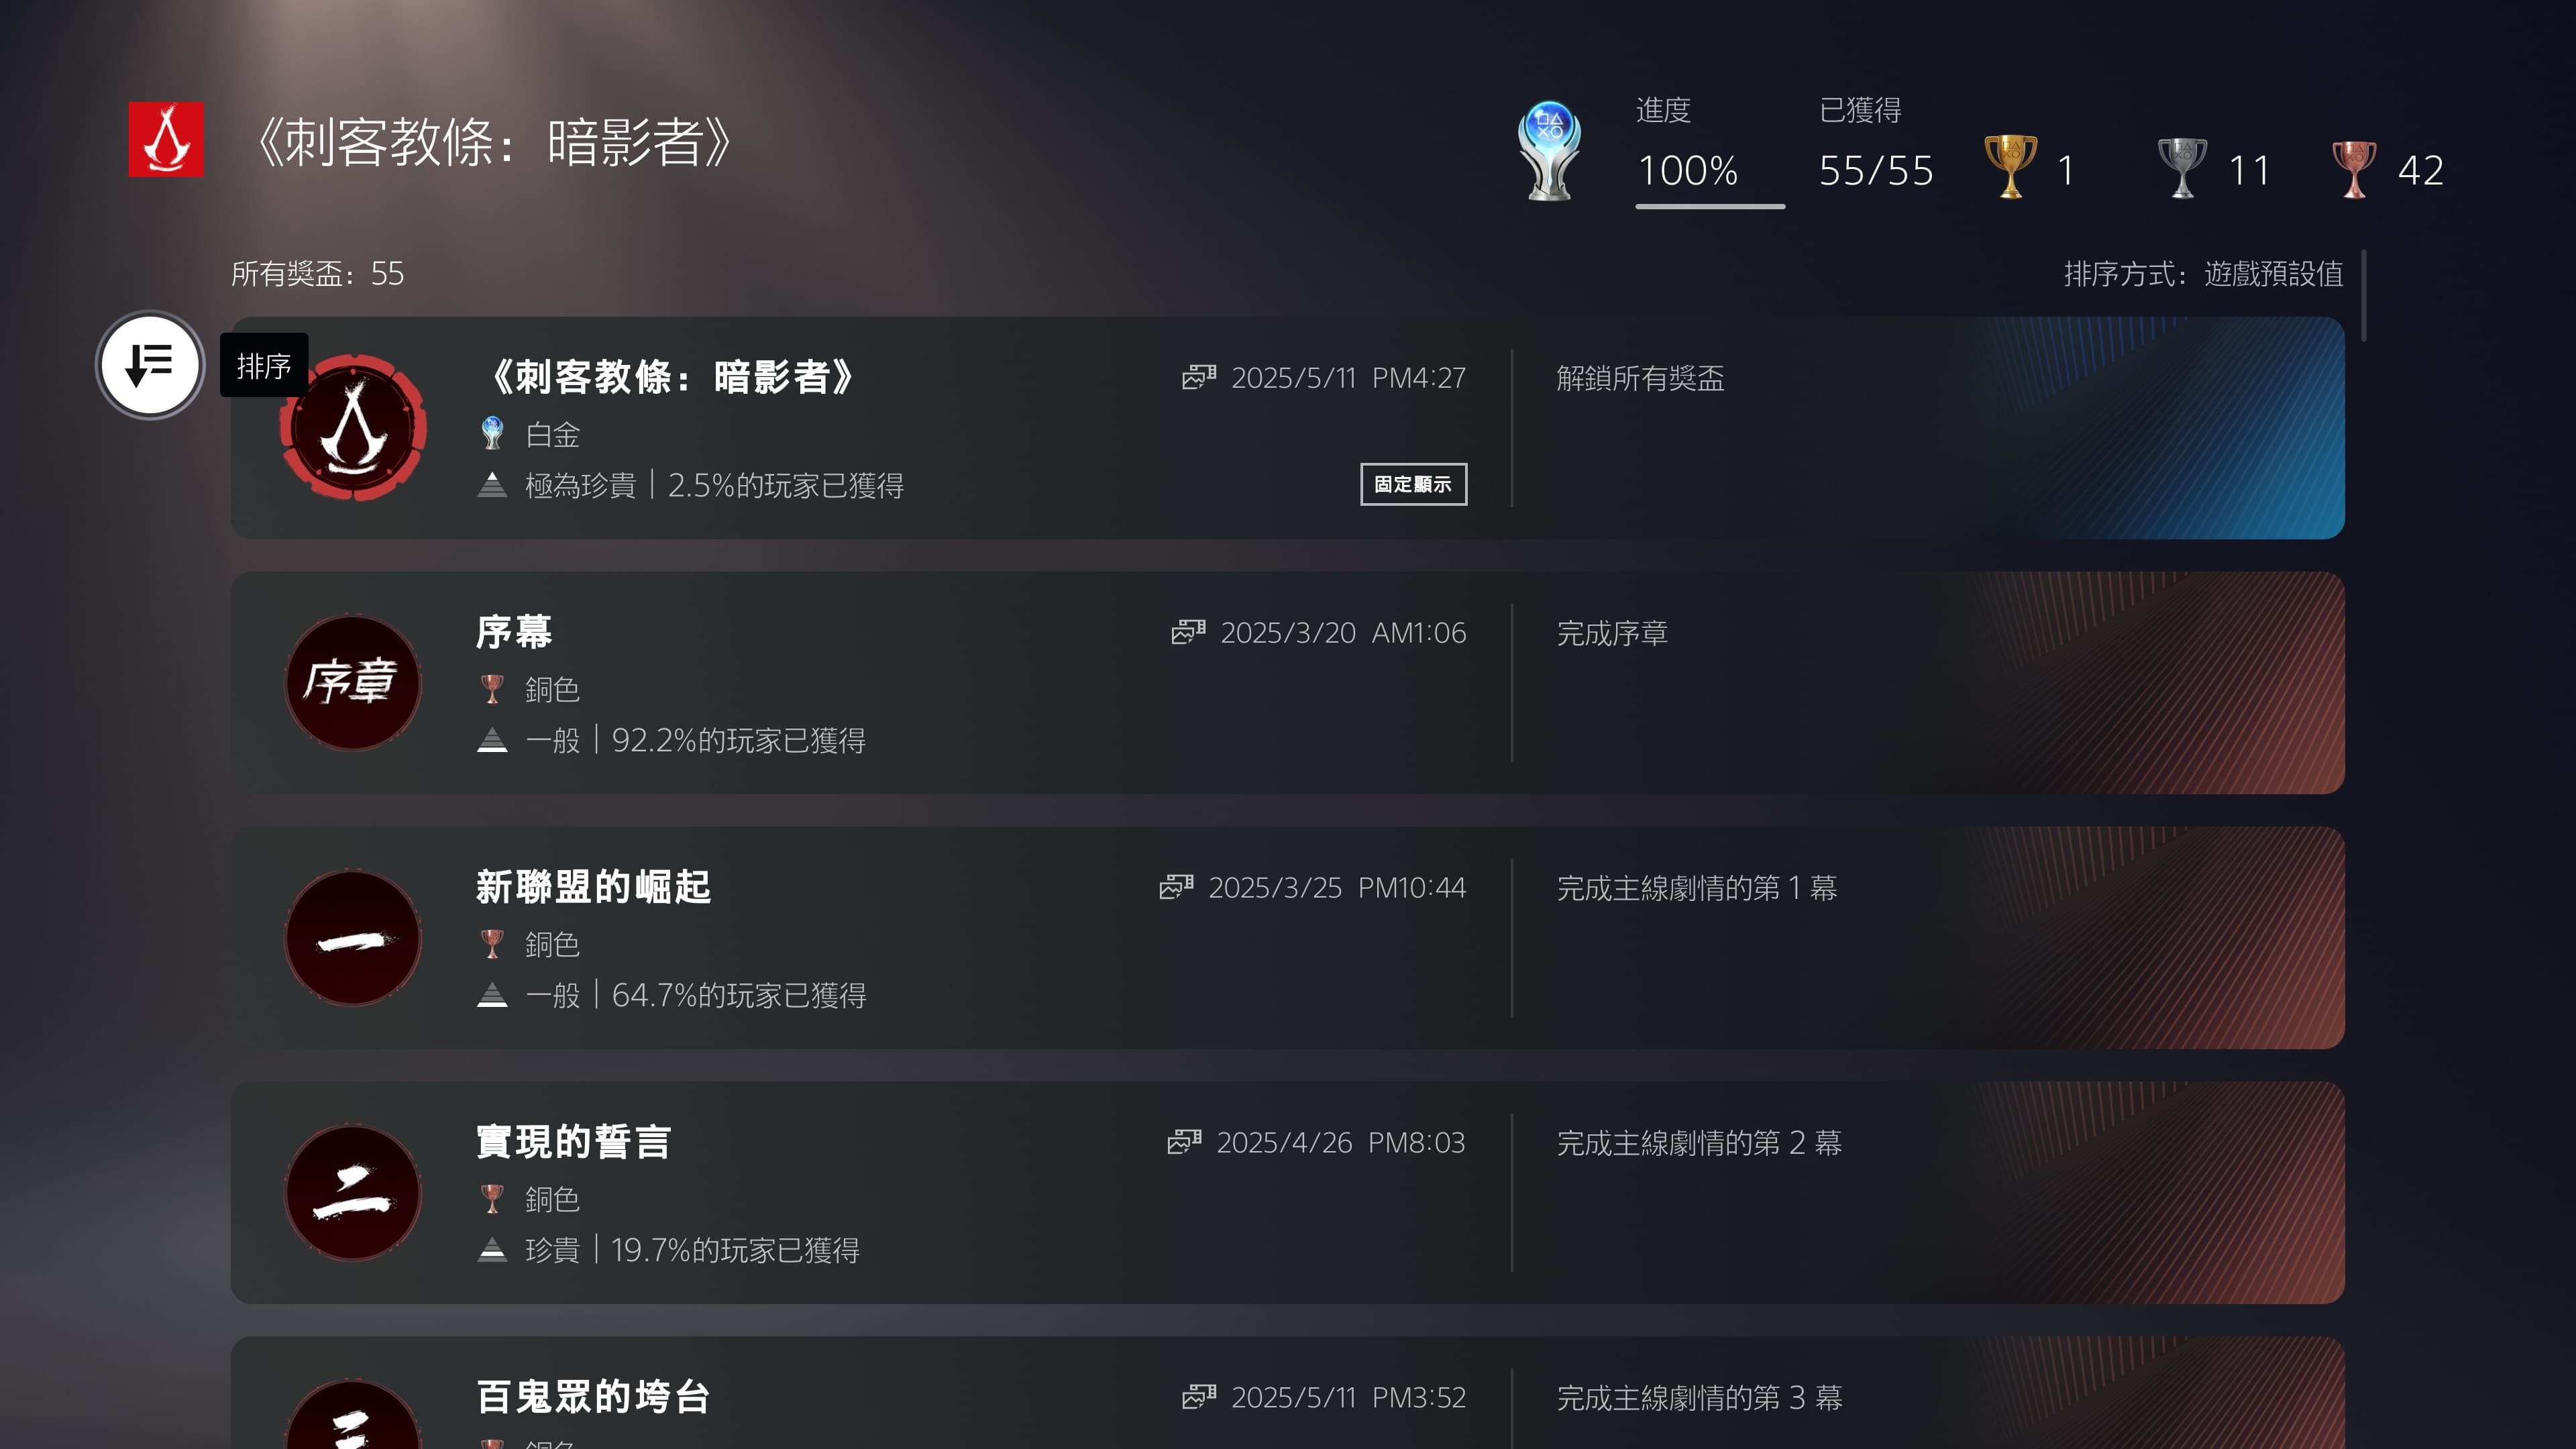 《刺客教條：暗影者》
進度
100%
已獲得
55/55
1
11
42
所有獎盃：55
排序方式：遊戲預設值
排序
《刺客教條：暗影者》
2025/5/11 PM4:27
解鎖所有獎盃
白金
極為珍貴｜2.5%的玩家已獲得
固定顯示
序章
序幕
2025/3/20 AM1:06
完成序章
銅色
一般｜92.2%的玩家已獲得
一
新聯盟的崛起
2025/3/25 PM10:44
完成主線劇情的第 1 幕
銅色
一般｜64.7%的玩家已獲得
二
實現的誓言
2025/4/26 PM8:03
完成主線劇情的第 2 幕
銅色
珍貴｜19.7%的玩家已獲得
三
百鬼眾的垮台
2025/5/11 PM3:52
完成主線劇情的第 3 幕
銅色